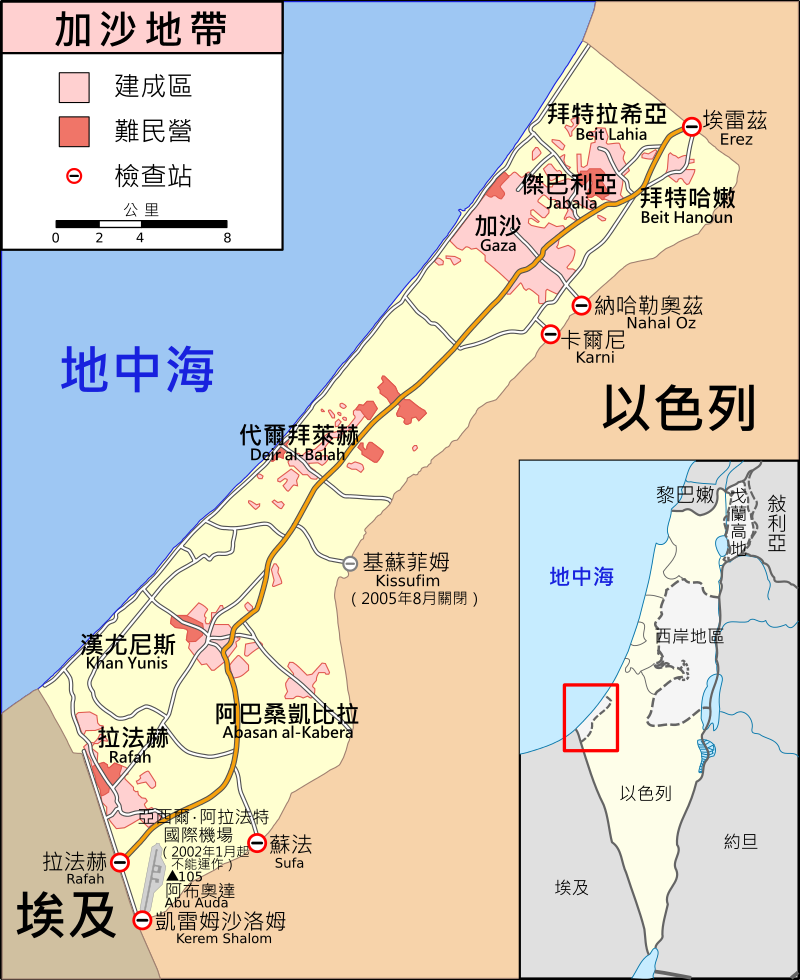 加沙地帶
建成區
難民營
檢查站
公里
0 2 4 8
拜特拉希亞
Beit Lahia
埃雷茲
Erez
傑巴利亞
Jabalia
拜特哈嫩
Beit Hanoun
加沙
Gaza
納哈勒奧茲
Nahal Oz
卡爾尼
Karni
地中海
以色列
代爾拜萊赫
Deir al-Balah
基蘇菲姆
Kissufim
（2005年8月關閉）
漢尤尼斯
Khan Yunis
阿巴桑凱比拉
Abasan al-Kabera
拉法赫
Rafah
亞西爾·阿拉法特
國際機場
（2002年1月起
不能運作）
▲105
阿布奧達
Abu Auda
蘇法
Sufa
拉法赫
Rafah
埃及
凱雷姆沙洛姆
Kerem Shalom
黎巴嫩
戈蘭高地
敍利亞
地中海
西岸地區
以色列
約旦
埃及